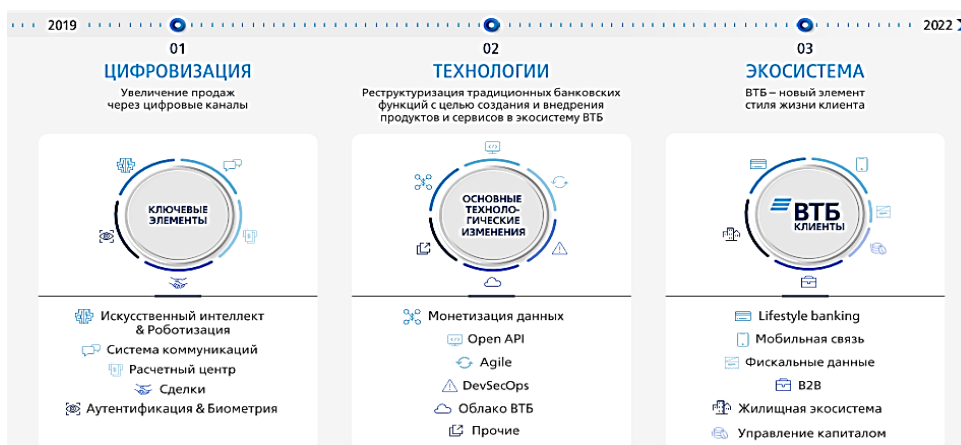 2019
2022
01
ЦИФРОВИЗАЦИЯ
Увеличение продаж
через цифровые каналы
КЛЮЧЕВЫЕ
ЭЛЕМЕНТЫ
Искусственный интеллект
& Роботизация
Система коммуникаций
Расчетный центр
Сделки
Аутентификация & Биометрия
02
ТЕХНОЛОГИИ
Реструктуризация традиционных банковских
функций с целью создания и внедрения
продуктов и сервисов в экосистему ВТБ
ОСНОВНЫЕ
ТЕХНОЛО-
ГИЧЕСКИЕ
ИЗМЕНЕНИЯ
Монетизация данных
Open API
Agile
DevSecOps
Облако ВТБ
Прочие
03
ЭКОСИСТЕМА
ВТБ – новый элемент
стиля жизни клиента
ВТБ
КЛИЕНТЫ
Lifestyle banking
Мобильная связь
Фискальные данные
B2B
Жилищная экосистема
Управление капиталом